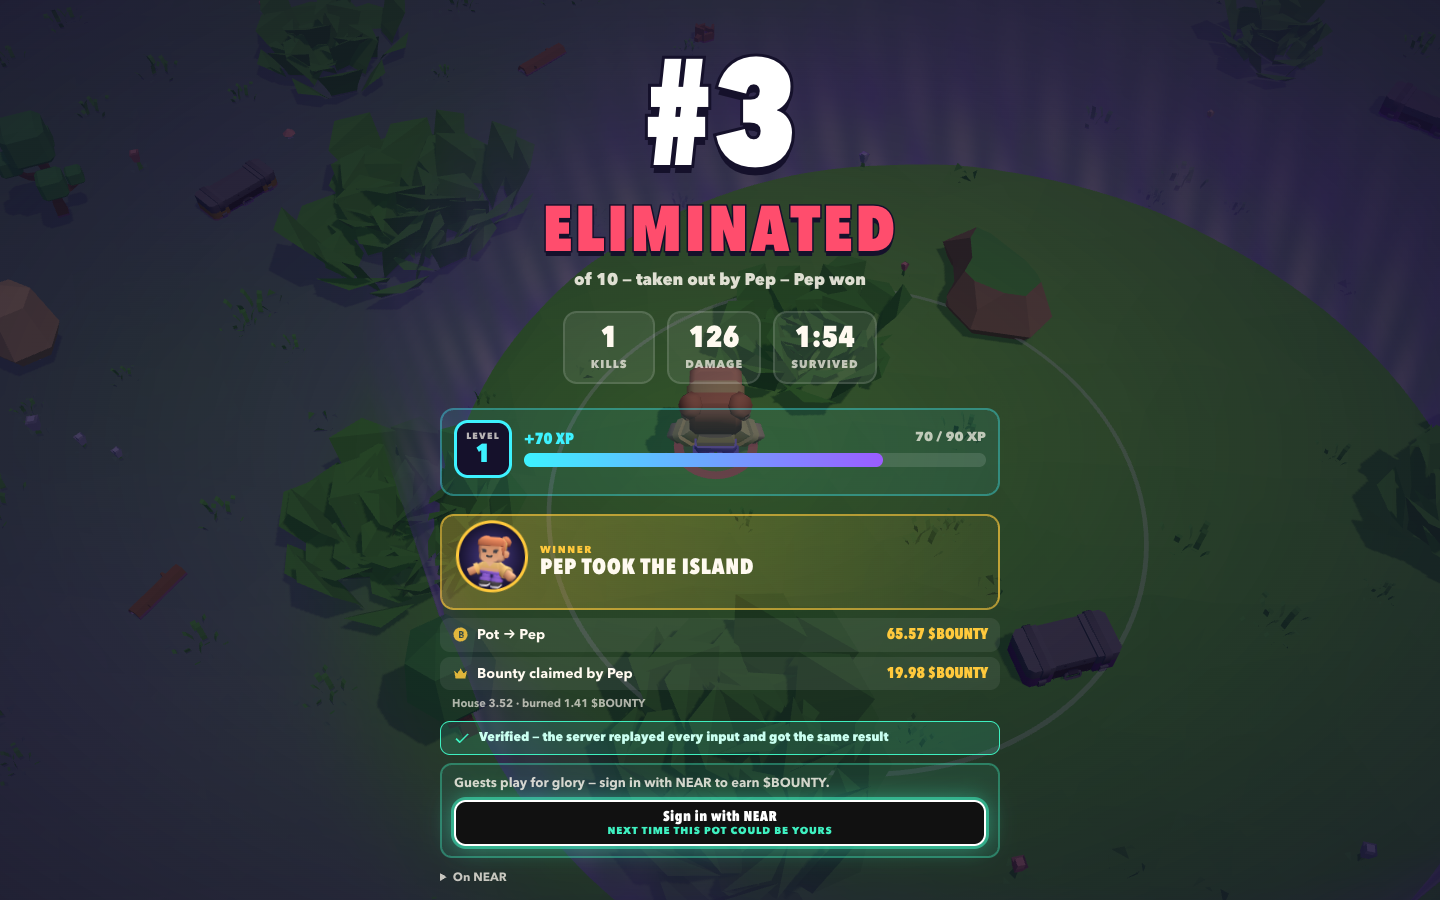 #3
ELIMINATED
of 10 – taken out by Pep – Pep won
1
KILLS
126
DAMAGE
1:54
SURVIVED
LEVEL
1
+70 XP
70 / 90 XP
WINNER
PEP TOOK THE ISLAND
B
Pot → Pep
65.57 $BOUNTY
Bounty claimed by Pep
19.98 $BOUNTY
House 3.52 · burned 1.41 $BOUNTY
Verified – the server replayed every input and got the same result
Guests play for glory – sign in with NEAR to earn $BOUNTY.
Sign in with NEAR
NEXT TIME THIS POT COULD BE YOURS
On NEAR